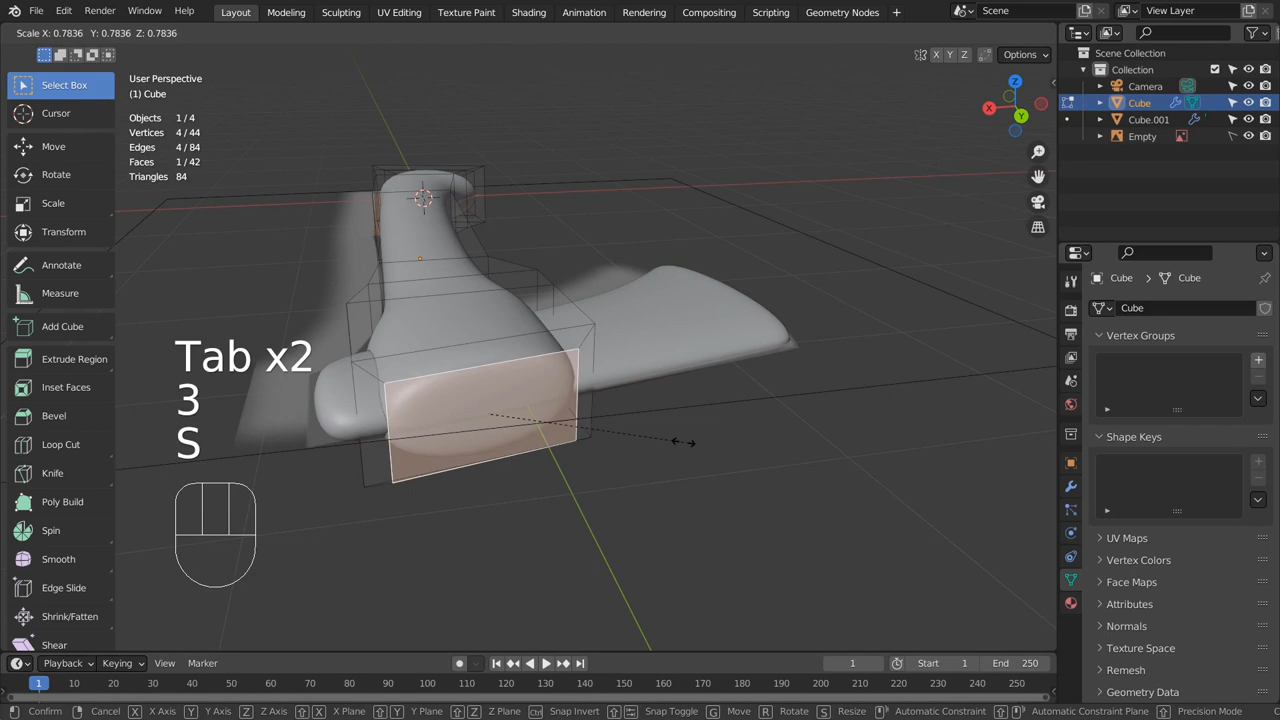 File Edit Render Window Help Layout Modeling Sculpting UV Editing Texture Paint Shading Animation Rendering Compositing Scripting Geometry Nodes + Scene View Layer
Scale X: 0.7836 Y: 0.7836 Z: 0.7836
X Y Z Options
Select Box
Cursor
Move
Rotate
Scale
Transform
Annotate
Measure
Add Cube
Extrude Region
Inset Faces
Bevel
Loop Cut
Knife
Poly Build
Spin
Smooth
Edge Slide
Shrink/Fatten
Shear
User Perspective
(1) Cube
Objects 1/4
Vertices 4/44
Edges 4/84
Faces 1/42
Triangles 84
Z
X
Y
Tab x2
3
S
Scene Collection
Collection
Camera
Cube
Cube.001
Empty
Cube Cube
Cube
Vertex Groups
Shape Keys
UV Maps
Vertex Colors
Face Maps
Attributes
Normals
Texture Space
Remesh
Geometry Data
Playback Keying View Marker 1 Start 1 End 250
1 10 20 30 40 50 60 70 80 90 100 110 120 130 140 150 160 170 180 190 200 210 220 230 240 250
Confirm Cancel X X Axis Y Y Axis Z Z Axis X X Plane Y Y Plane Z Z Plane Ctrl Snap Invert Snap Toggle G Move R Rotate S Resize Automatic Constraint Automatic Constraint Plane Precision Mode